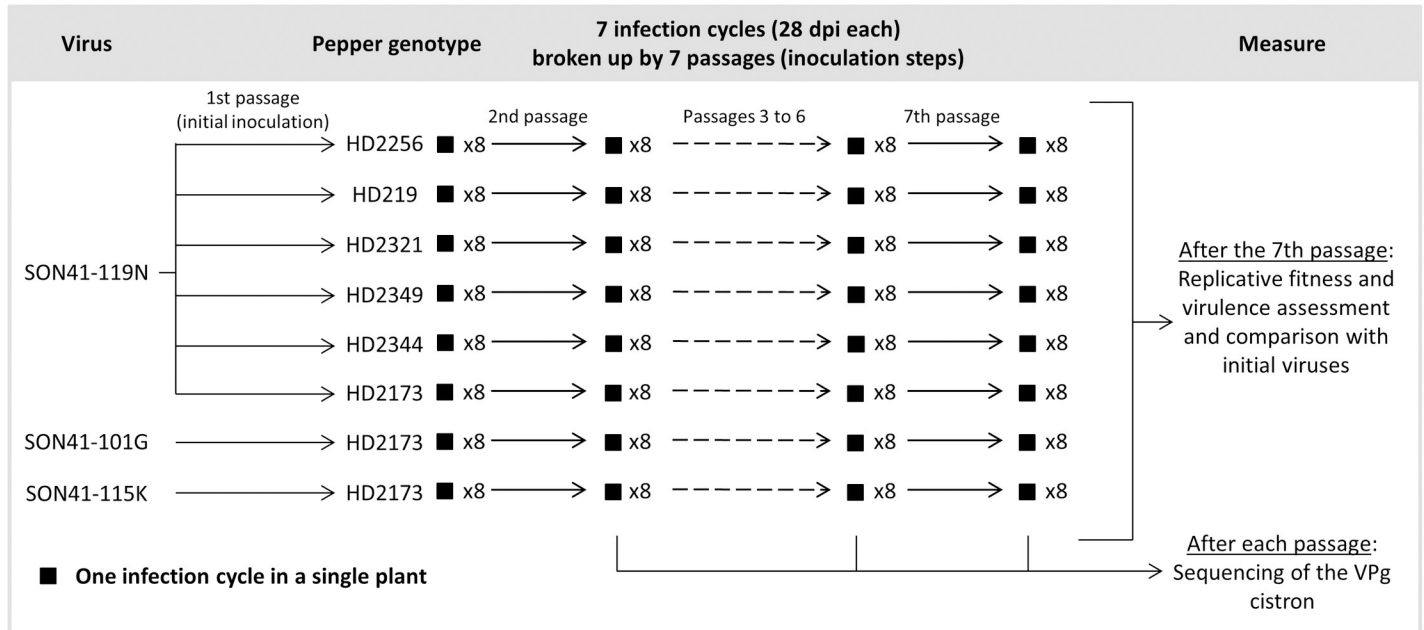 Virus
Pepper genotype
7 infection cycles (28 dpi each)
broken up by 7 passages (inoculation steps)
Measure
1st passage
(initial inoculation)
2nd passage
Passages 3 to 6
7th passage
HD2256 x8 x8 x8 x8
HD219 x8 x8 x8 x8
HD2321 x8 x8 x8 x8
SON41-119N
HD2349 x8 x8 x8 x8
HD2344 x8 x8 x8 x8
HD2173 x8 x8 x8 x8
SON41-101G HD2173 x8 x8 x8 x8
SON41-115K HD2173 x8 x8 x8 x8
After the 7th passage:
Replicative fitness and
virulence assessment
and comparison with
initial viruses
After each passage:
Sequencing of the VPg
cistron
One infection cycle in a single plant